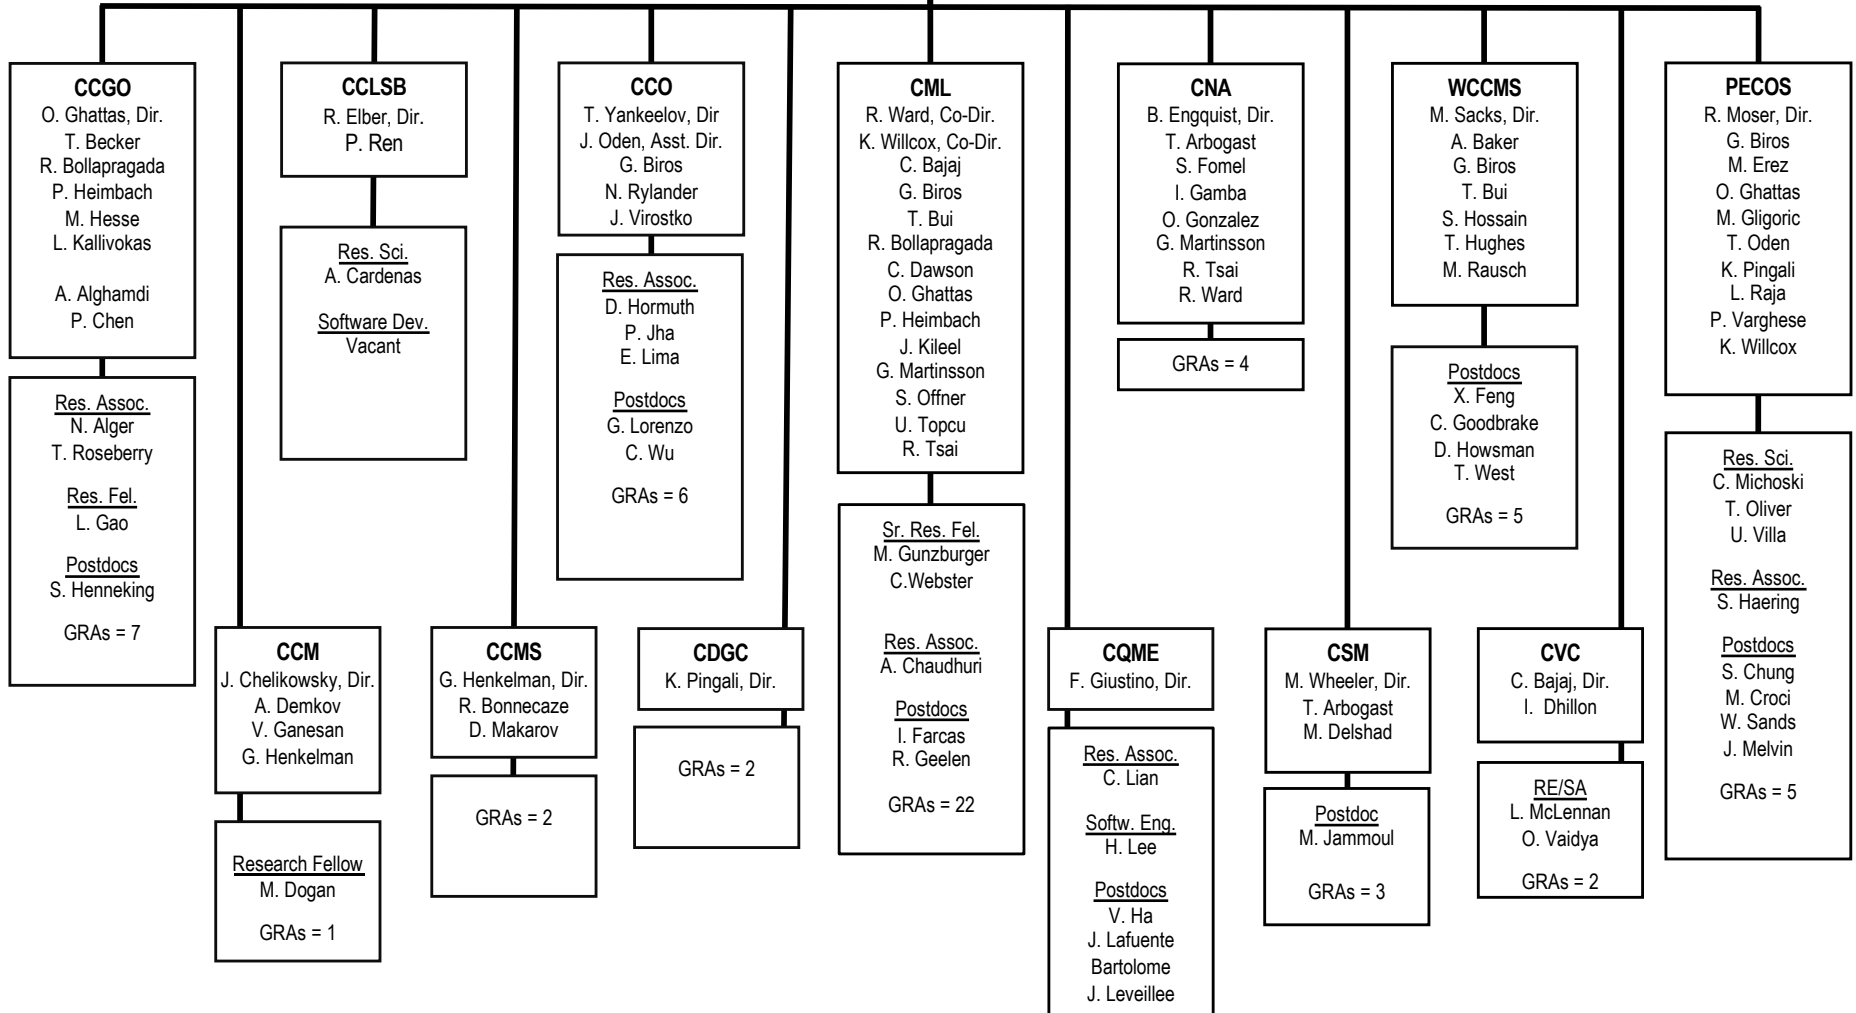 CCGO
O. Ghattas, Dir.
T. Becker
R. Bollapragada
P. Heimbach
M. Hesse
L. Kallivokas
A. Alghamdi
P. Chen
Res. Assoc.
N. Alger
T. Roseberry
Res. Fel.
L. Gao
Postdocs
S. Henneking
GRAs = 7
CCM
J. Chelikowsky, Dir.
A. Demkov
V. Ganesan
G. Henkelman
Research Fellow
M. Dogan
GRAs = 1
CCLSB
R. Elber, Dir.
P. Ren
Res. Sci.
A. Cardenas
Software Dev.
Vacant
CCMS
G. Henkelman, Dir.
R. Bonnecaze
D. Makarov
GRAs = 2
CCO
T. Yankeelov, Dir
J. Oden, Asst. Dir.
G. Biros
N. Rylander
J. Virostko
Res. Assoc.
D. Hormuth
P. Jha
E. Lima
Postdocs
G. Lorenzo
C. Wu
GRAs = 6
CDGC
K. Pingali, Dir.
GRAs = 2
CML
R. Ward, Co-Dir.
K. Willcox, Co-Dir.
C. Bajaj
G. Biros
T. Bui
R. Bollapragada
C. Dawson
O. Ghattas
P. Heimbach
J. Kileel
G. Martinsson
S. Offner
U. Topcu
R. Tsai
Sr. Res. Fel.
M. Gunzburger
C.Webster
Res. Assoc.
A. Chaudhuri
Postdocs
I. Farcas
R. Geelen
GRAs = 22
CQME
F. Giustino, Dir.
Res. Assoc.
C. Lian
Softw. Eng.
H. Lee
Postdocs
V. Ha
J. Lafuente
Bartolome
J. Leveillee
CNA
B. Engquist, Dir.
T. Arbogast
S. Fomel
I. Gamba
O. Gonzalez
G. Martinsson
R. Tsai
R. Ward
GRAs = 4
CSM
M. Wheeler, Dir.
T. Arbogast
M. Delshad
Postdoc
M. Jammoul
GRAs = 3
WCCMS
M. Sacks, Dir.
A. Baker
G. Biros
T. Bui
S. Hossain
T. Hughes
M. Rausch
Postdocs
X. Feng
C. Goodbrake
D. Howsman
T. West
GRAs = 5
CVC
C. Bajaj, Dir.
I. Dhillon
RE/SA
L. McLennan
O. Vaidya
GRAs = 2
PECOS
R. Moser, Dir.
G. Biros
M. Erez
O. Ghattas
M. Gligoric
T. Oden
K. Pingali
L. Raja
P. Varghese
K. Willcox
Res. Sci.
C. Michoski
T. Oliver
U. Villa
Res. Assoc.
S. Haering
Postdocs
S. Chung
M. Croci
W. Sands
J. Melvin
GRAs = 5